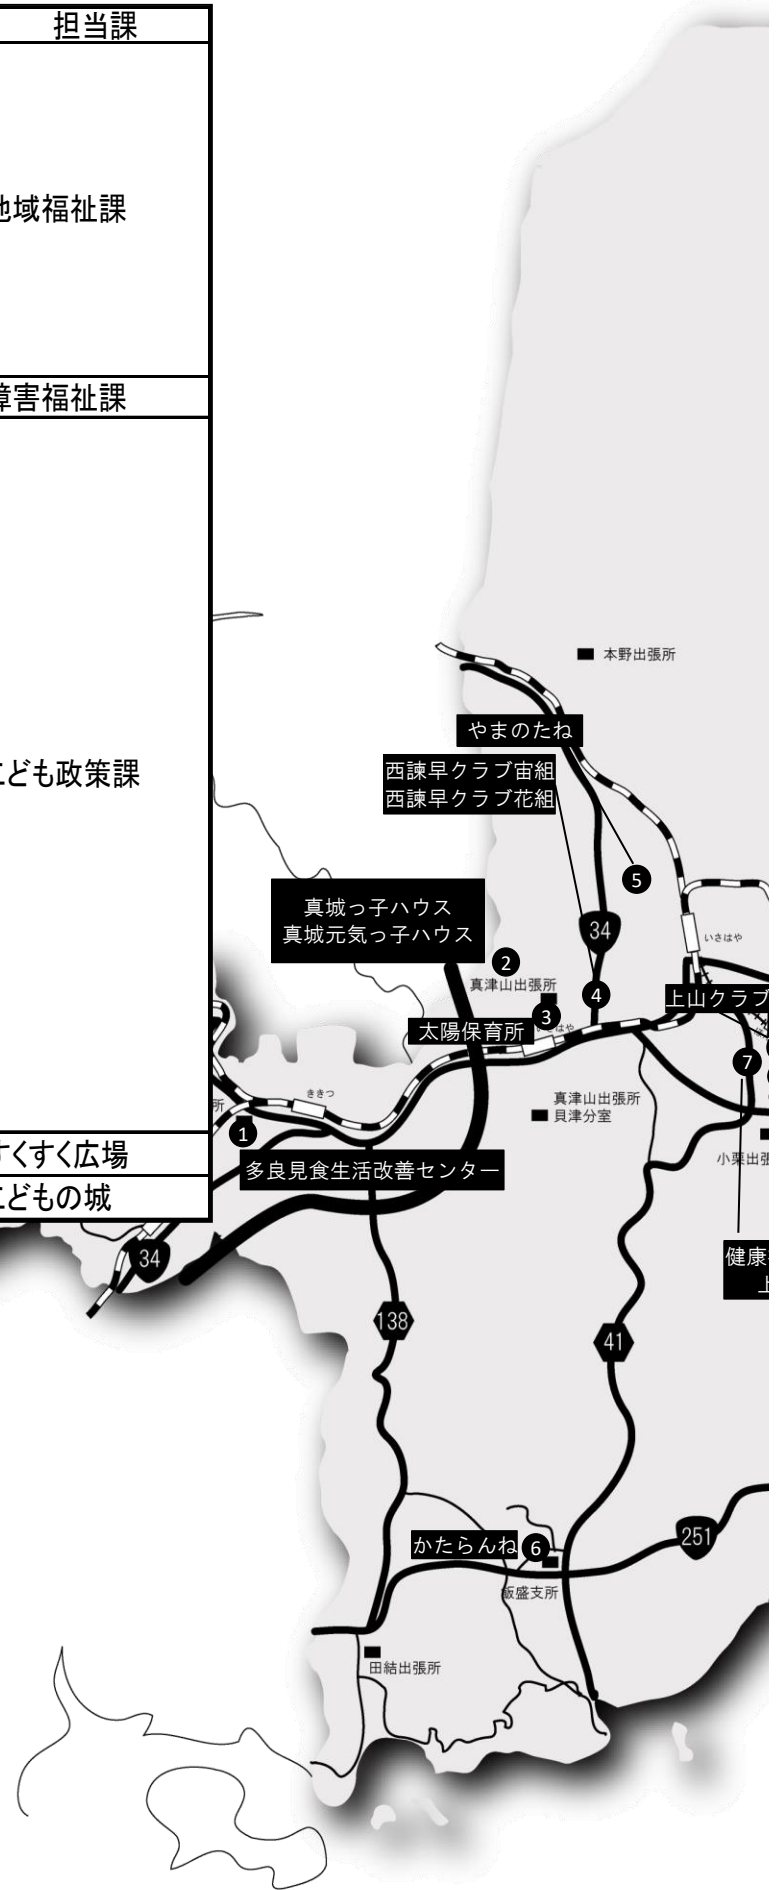 担当課
地域福祉課
障害福祉課
こども政策課
すくすく広場
こどもの城
本野出張所
やまのたね
西諫早クラブ宙組
西諫早クラブ花組
5
真城っ子ハウス
真城元気っ子ハウス
34
いさはや
2
真津山出張所
4
上山クラブ
3
太陽保育所
いさはや
7
ききつ
真津山出張所
貝津分室
所
1
小栗出張
多良見食生活改善センター
健康
上
34
138
41
251
かたらんね
6
飯盛支所
田結出張所